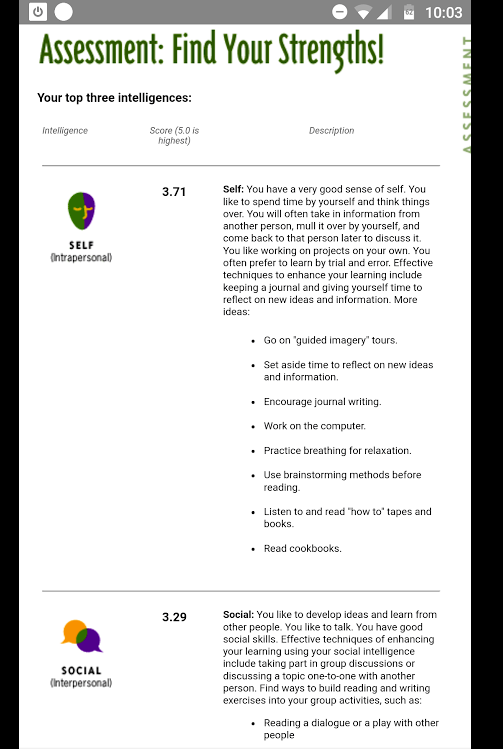 10:03
Assessment: Find Your Strengths!
ASSESSMENT
Your top three intelligences:
Intelligence
Score (5.0 is
highest)
Description
3.71
SELF
(Intrapersonal)
Self: You have a very good sense of self. You
like to spend time by yourself and think things
over. You will often take in information from
another person, mull it over by yourself, and
come back to that person later to discuss it.
You like working on projects on your own. You
often prefer to learn by trial and error. Effective
techniques to enhance your learning include
keeping a journal and giving yourself time to
reflect on new ideas and information. More
ideas:
• Go on "guided imagery" tours.
• Set aside time to reflect on new ideas
and information.
• Encourage journal writing.
• Work on the computer.
• Practice breathing for relaxation.
• Use brainstorming methods before
reading.
• Listen to and read "how to" tapes and
books.
• Read cookbooks.
3.29
SOCIAL
(Interpersonal)
Social: You like to develop ideas and learn from
other people. You like to talk. You have good
social skills. Effective techniques of enhancing
your learning using your social intelligence
include taking part in group discussions or
discussing a topic one-to-one with another
person. Find ways to build reading and writing
exercises into your group activities, such as:
• Reading a dialogue or a play with other
people